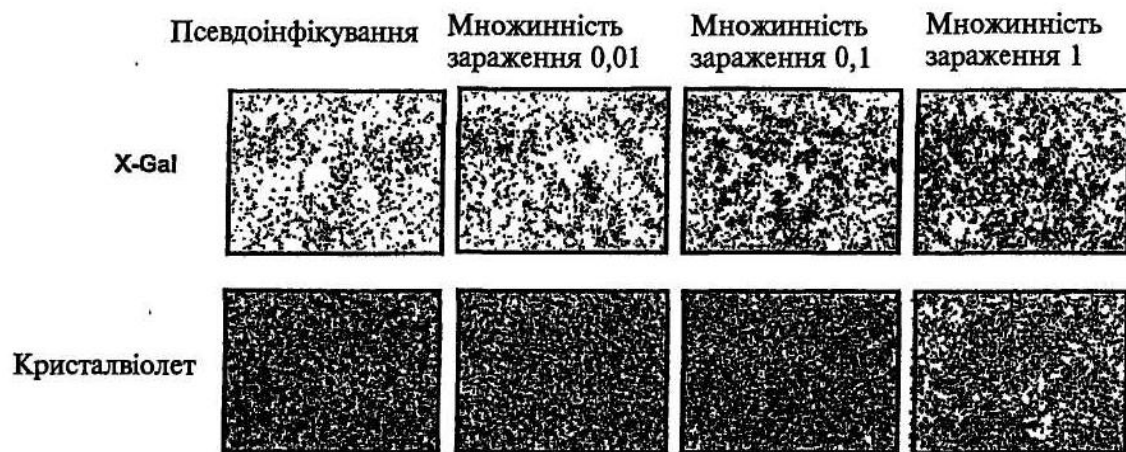 Псевдоінфікування
Множинність
зараження 0,01
Множинність
зараження 0,1
Множинність
зараження 1
X-Gal
Кристалвіолет